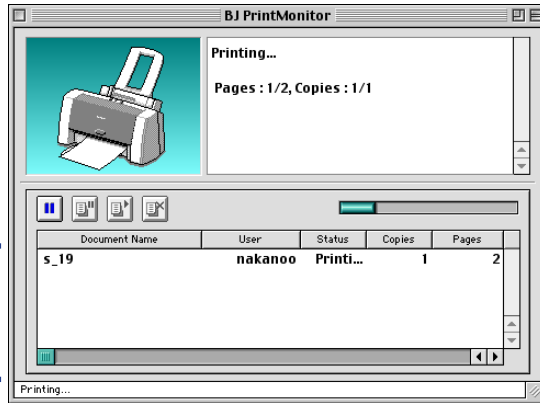 BJ PrintMonitor
Printing...
Pages : 1/2, Copies : 1/1
Document Name User Status Copies Pages
s_19 nakanoo Printi... 1 2
Printing...